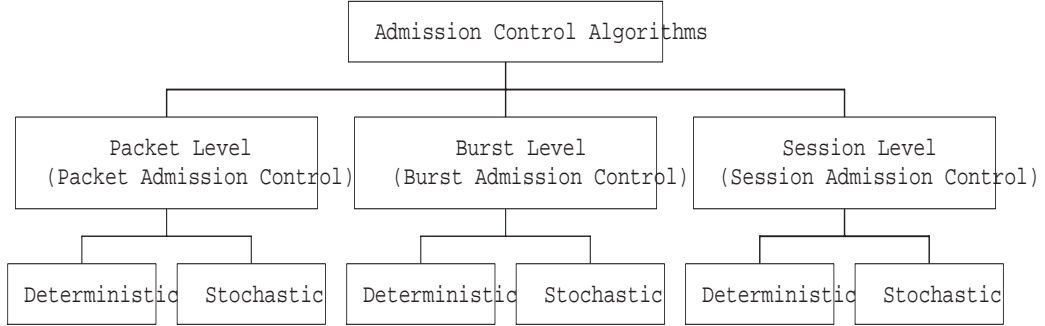 Admission Control Algorithms
Packet Level
(Packet Admission Control)
Burst Level
(Burst Admission Control)
Session Level
(Session Admission Control)
Deterministic
Stochastic
Deterministic
Stochastic
Deterministic
Stochastic